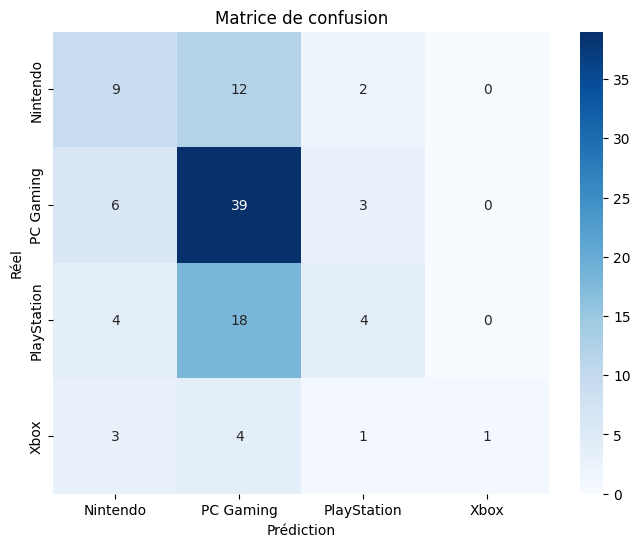 Matrice de confusion
Réel
Nintendo 9 12 2 0
PC Gaming 6 39 3 0
PlayStation 4 18 4 0
Xbox 3 4 1 1
Nintendo PC Gaming PlayStation Xbox
Prédiction
35
30
25
20
15
10
5
0